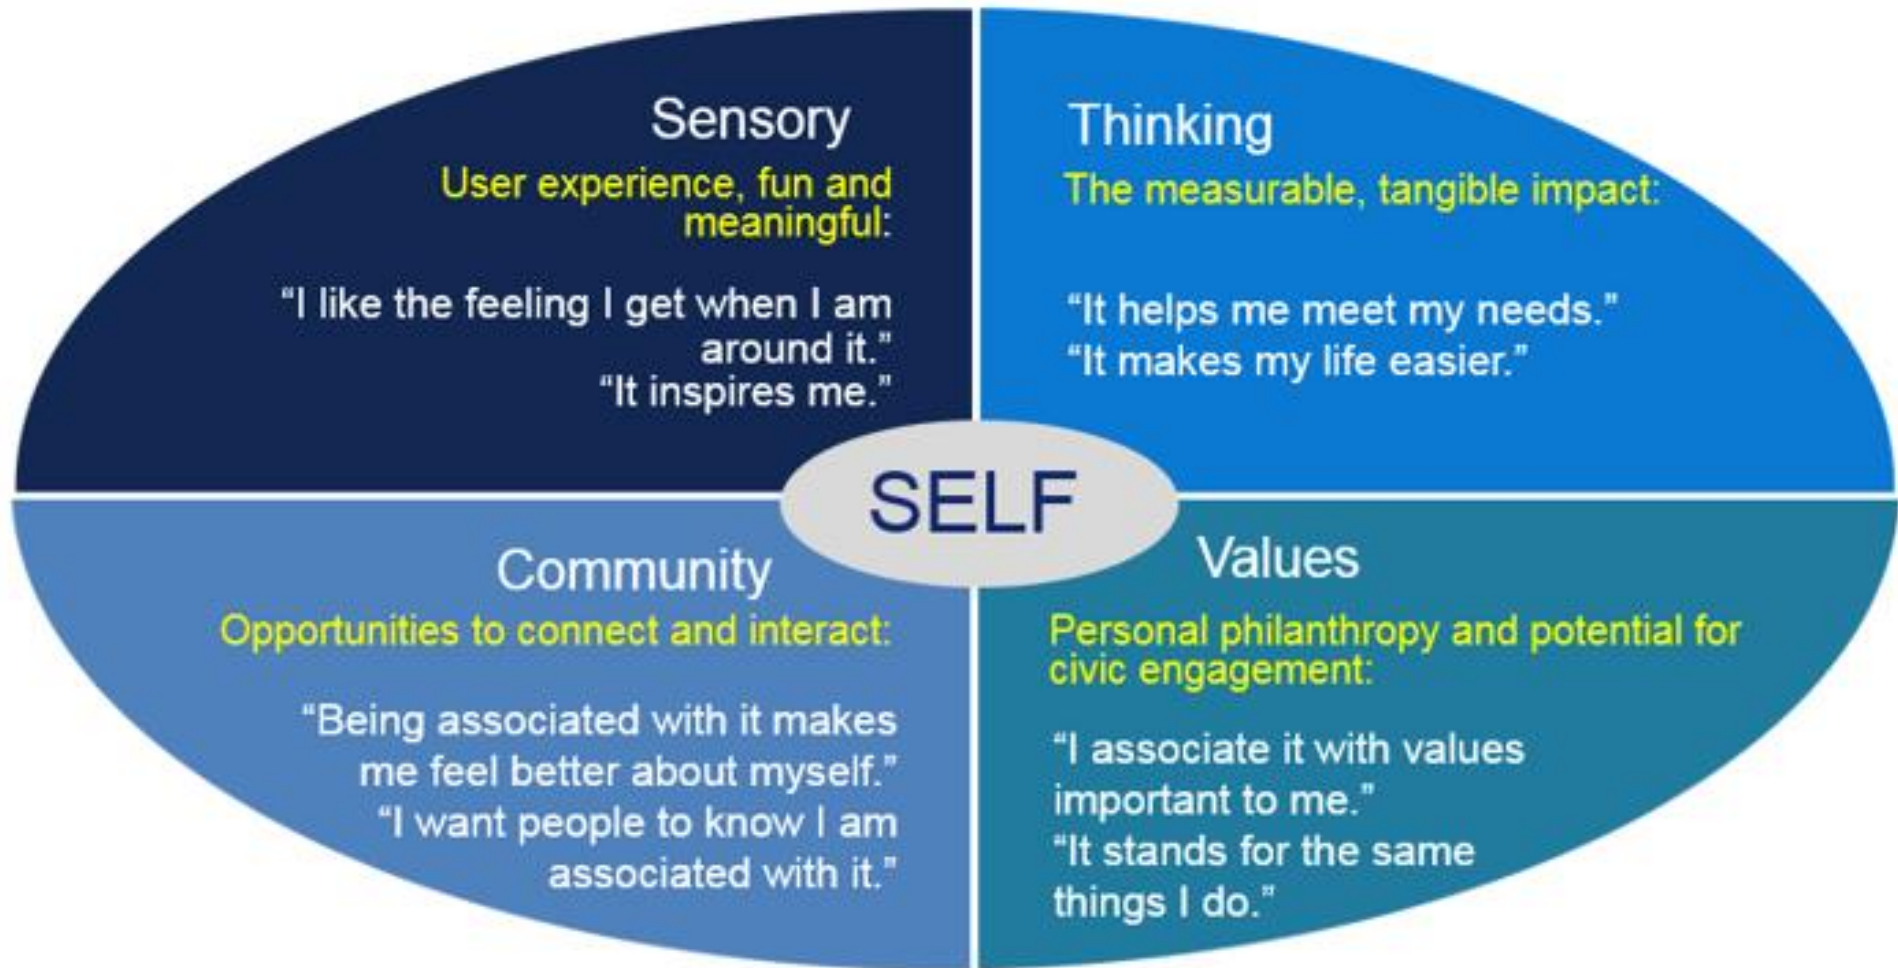 Sensory
User experience, fun and
meaningful:
“I like the feeling I get when I am
around it.”
“It inspires me.”
Thinking
The measurable, tangible impact:
“It helps me meet my needs.”
“It makes my life easier.”
SELF
Community
Opportunities to connect and interact:
“Being associated with it makes
me feel better about myself.”
“I want people to know I am
associated with it.”
Values
Personal philanthropy and potential for
civic engagement:
“I associate it with values
important to me.”
“It stands for the same
things I do.”